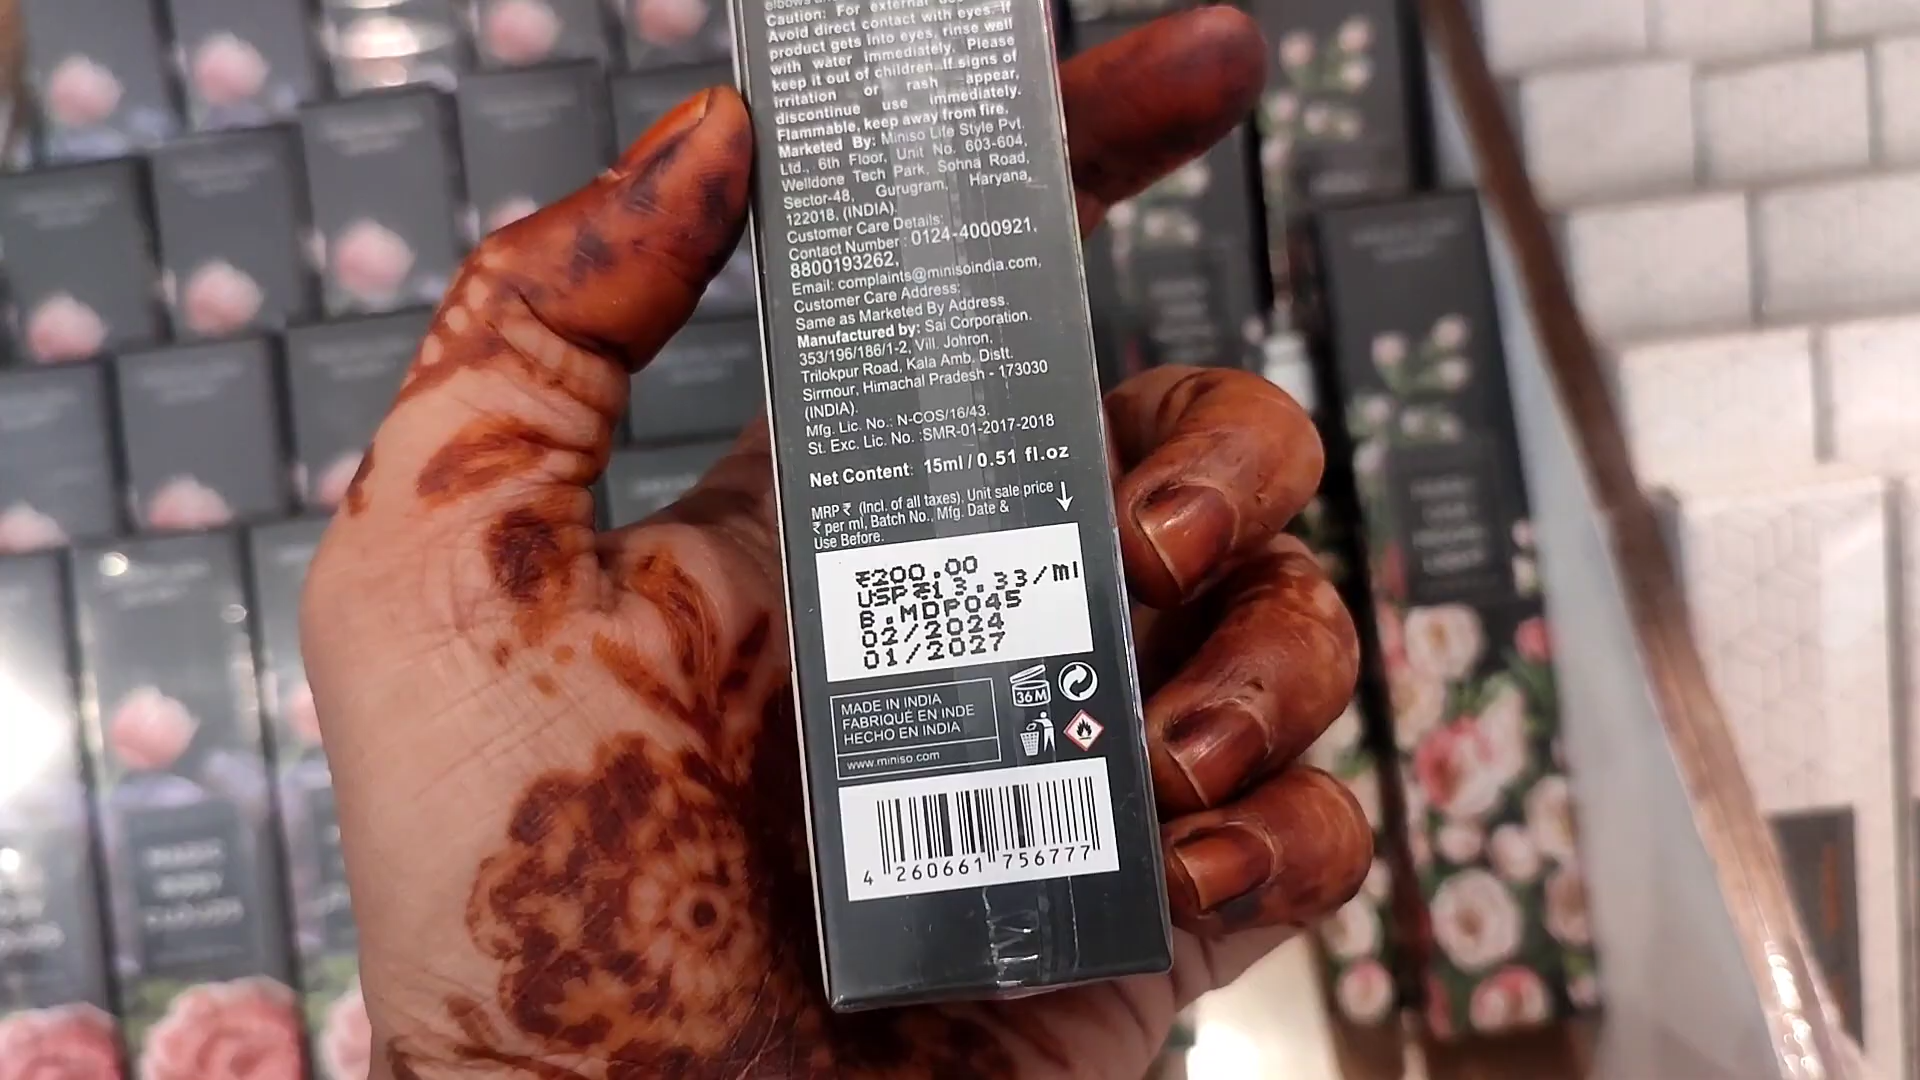 Caution: For external
Avoid direct contact with eyes. If
product gets into eyes, rinse well
with water immediately. Please
keep it out of children. If signs of
irritation or rash appear,
discontinue use immediately.
Flammable, keep away from fire.
Marketed By: Miniso Life Style Pvt.
Ltd., 6th Floor, Unit No. 603-604,
Welldone Tech Park, Sohna Road,
Sector-48, Gurugram, Haryana,
122018, (INDIA).
Customer Care Details:
Contact Number : 0124-4000921,
8800193262,
Email: complaints@minisoindia.com,
Customer Care Address:
Same as Marketed By Address.
Manufactured by: Sai Corporation.
353/196/186/1-2, Vill. Johron,
Trilokpur Road, Kala Amb. Distt.
Sirmour, Himachal Pradesh - 173030
(INDIA).
Mfg. Lic. No.: N-COS/16/43.
St. Exc. Lic. No. :SMR-01-2017-2018
Net Content: 15ml / 0.51 fl.oz
MRP ₹ (Incl. of all taxes), Unit sale price
₹ per ml, Batch No., Mfg. Date &
Use Before.
₹200.00
USP₹13.33/ml
B.MDP045
02/2024
01/2027
36M
MADE IN INDIA
FABRIQUÉ EN INDE
HECHO EN INDIA
www.miniso.com
4 260661 756777